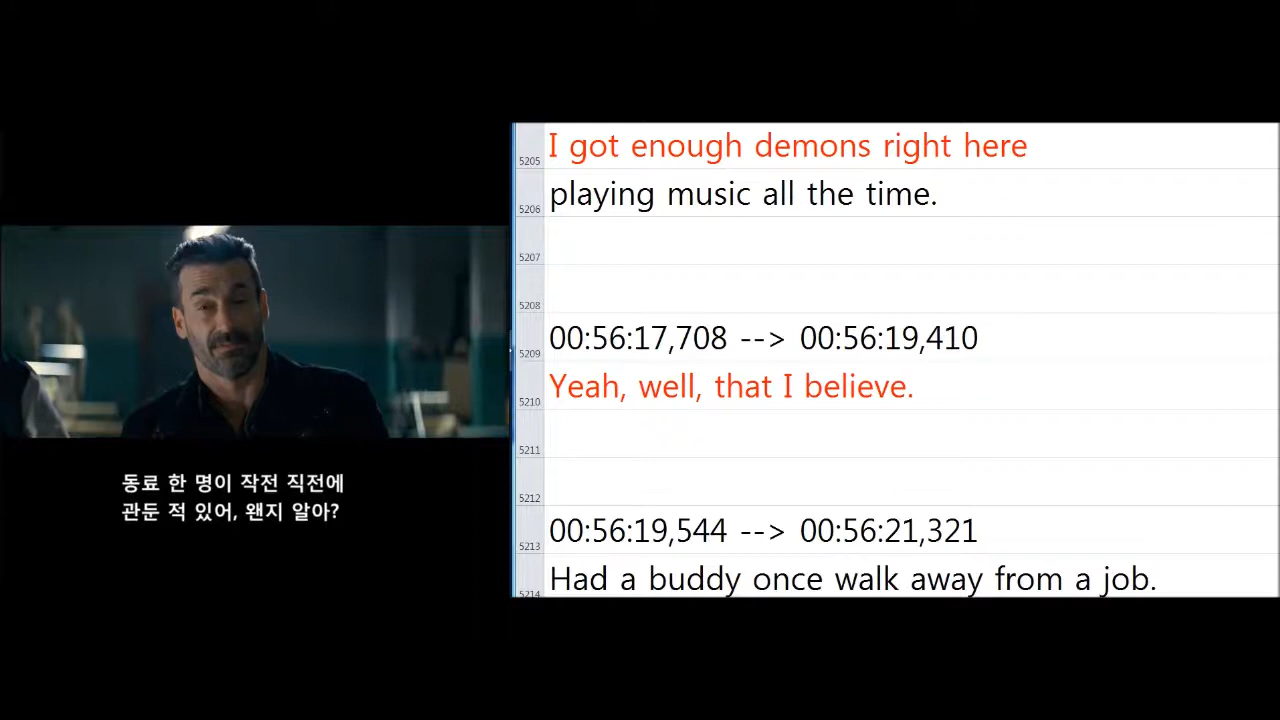 동료 한 명이 작전 직전에
관둔 적 있어, 왠지 알아?
5205 I got enough demons right here
5206 playing music all the time.
5207
5208
5209 00:56:17,708 --> 00:56:19,410
5210 Yeah, well, that I believe.
5211
5212
5213 00:56:19,544 --> 00:56:21,321
5214 Had a buddy once walk away from a job.